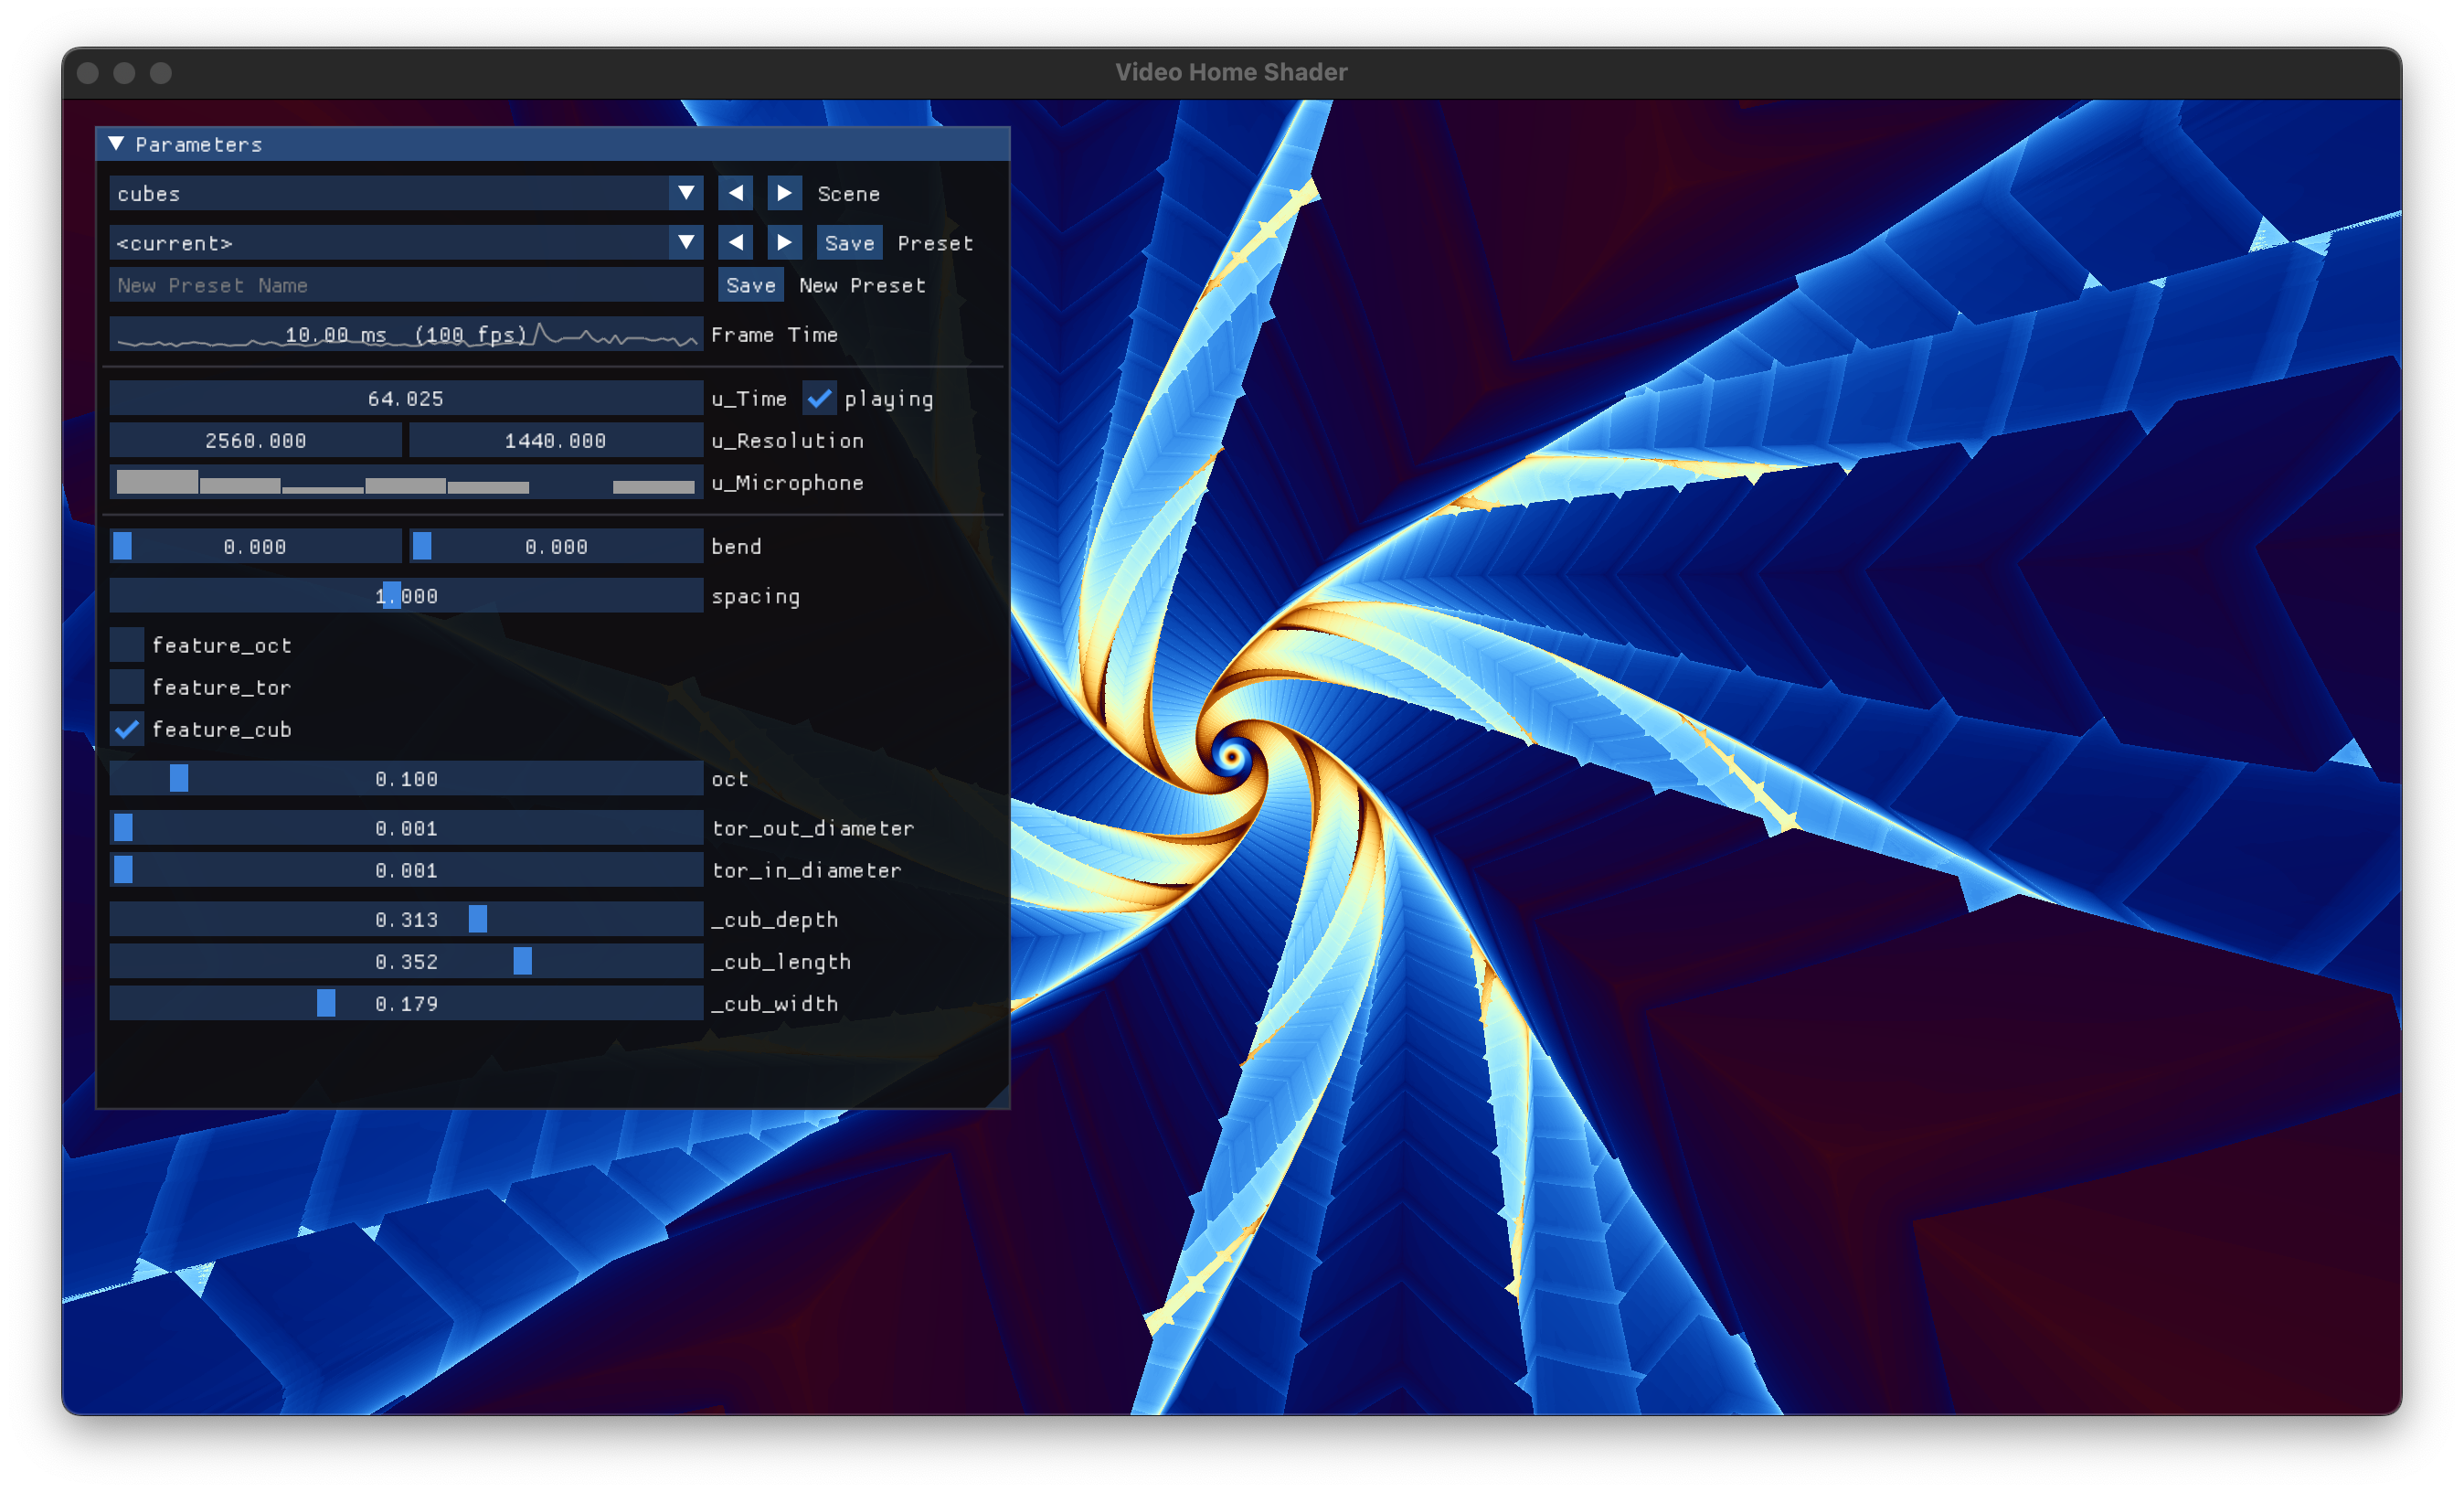 Video Home Shader
Parameters
cubes Scene
<current> Save Preset
New Preset Name Save New Preset
10.00 ms (100 fps) Frame Time
64.025 u_Time playing
2560.000 1440.000 u_Resolution
u_Microphone
0.000 0.000 bend
1.000 spacing
feature_oct
feature_tor
feature_cub
0.100 oct
0.001 tor_out_diameter
0.001 tor_in_diameter
0.313 _cub_depth
0.352 _cub_length
0.179 _cub_width